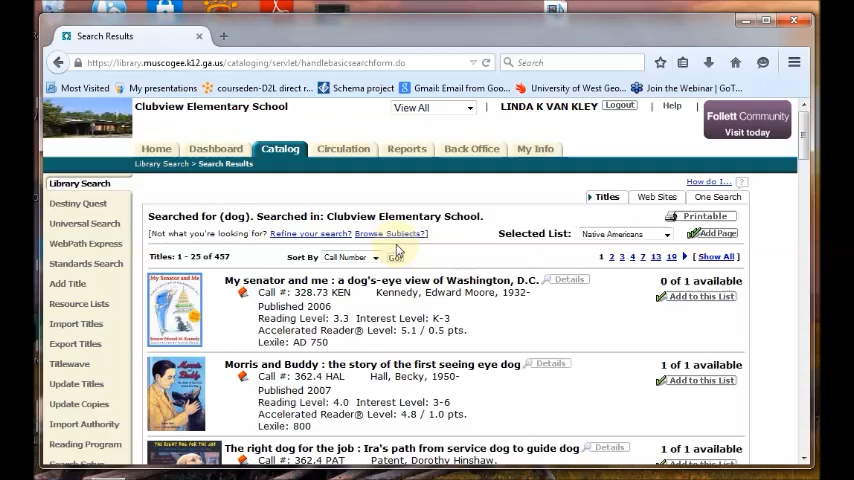 Search Results
https://library.muscogee.k12.ga.us/cataloging/servlet/handlebasicsearchform.do
Search
Most Visited My presentations courseden-D2L direct r... Schema project Gmail: Email from Goo... University of West Geo... Join the Webinar | GoT...
Clubview Elementary School View All LINDA K VAN KLEY Logout Help
Follett Community
Visit today
Home Dashboard Catalog Circulation Reports Back Office My Info
Library Search > Search Results
Library Search
Destiny Quest
Universal Search
WebPath Express
Standards Search
Add Title
Resource Lists
Import Titles
Export Titles
Titlewave
Update Titles
Update Copies
Import Authority
Reading Program
How do I... ?
Titles Web Sites One Search
Searched for (dog). Searched in: Clubview Elementary School. Printable
[Not what you're looking for? Refine your search? Browse Subjects?] Selected List: Native Americans Add Page
Titles: 1 - 25 of 457 Sort By Call Number Go! 1 2 3 4 7 13 19 [ Show All ]
My senator and me : a dog's-eye view of Washington, D.C. Details 0 of 1 available
Call #: 328.73 KEN Kennedy, Edward Moore, 1932- Add to this List
Published 2006
Reading Level: 3.3 Interest Level: K-3
Accelerated Reader® Level: 5.1 / 0.5 pts.
Lexile: AD 750
Morris and Buddy : the story of the first seeing eye dog Details 1 of 1 available
Call #: 362.4 HAL Hall, Becky, 1950- Add to this List
Published 2007
Reading Level: 4.0 Interest Level: 3-6
Accelerated Reader® Level: 4.8 / 1.0 pts.
Lexile: 800
The right dog for the job : Ira's path from service dog to guide dog Details 1 of 1 available
Call #: 362.4 PAT Patent, Dorothy Hinshaw. Add to this List